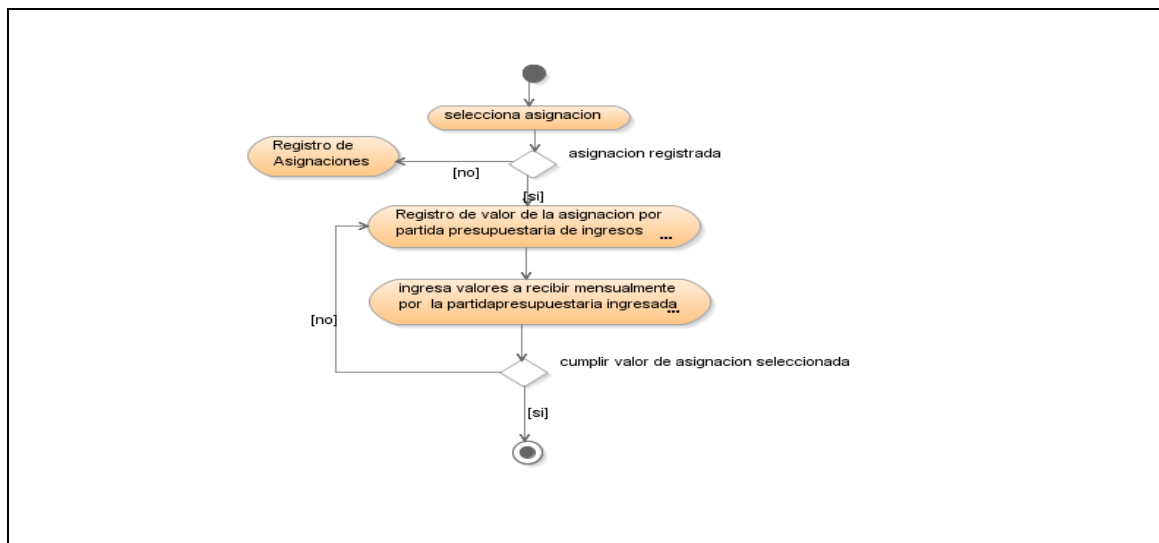 selecciona asignacion
Registro de
Asignaciones
asignacion registrada
[no]
[si]
Registro de valor de la asignacion por
partida presupuestaria de ingresos ...
ingresa valores a recibir mensualmente
por la partidapresupuestaria ingresada ...
[no]
cumplir valor de asignacion seleccionada
[si]